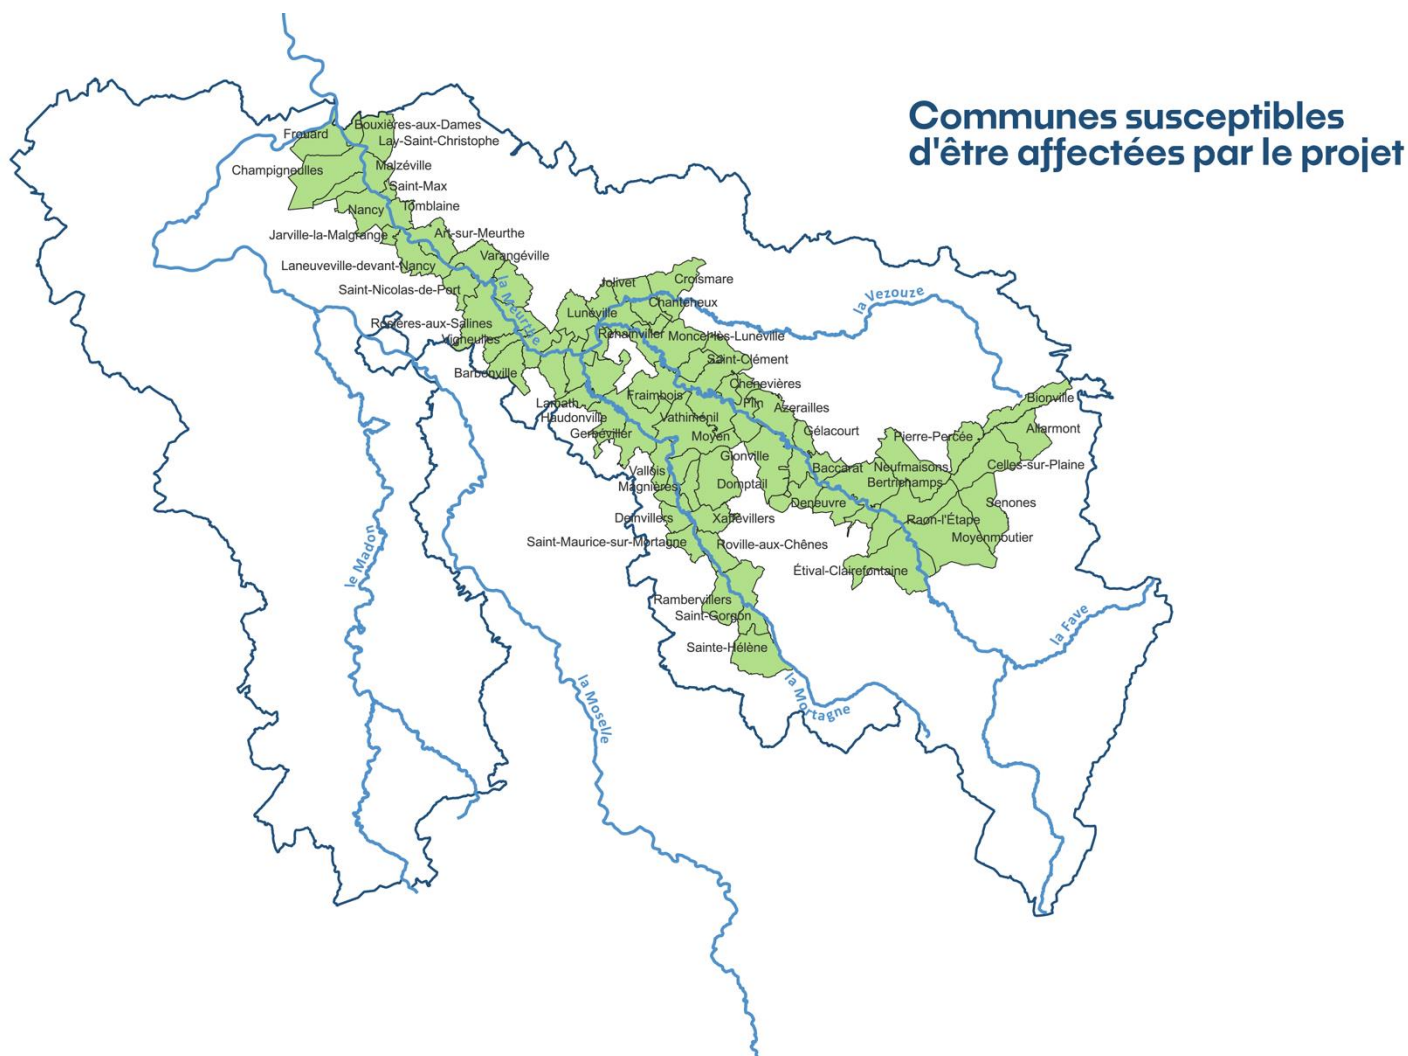 Communes susceptibles
d'être affectées par le projet
Bouxières-aux-Dames
Frouard
Lay-Saint-Christophe
Malzéville
Champigneulles
Saint-Max
Nancy
Tomblaine
Jarville-la-Malgrange
Art-sur-Meurthe
Varangéville
Laneuveville-devant-Nancy
Saint-Nicolas-de-Port
la Meurthe
Jolivet
Croismare
Chanteheux
la Vezouze
Lunéville
Rosières-aux-Salines
Vigneulles
Rehainviller
Moncel-lès-Lunéville
Saint-Clément
Barbonville
Chenevières
Fraimbois
Lamath
Flin
Azerailles
Haudonville
Vathiménil
Gerbéviller
Moyen
Gélacourt
Bionville
Allarmont
Pierre-Percée
Glonville
Vallois
Baccarat
Neufmaisons
Celles-sur-Plaine
Magnières
Domptail
Bertrichamps
Deneuvre
Senones
Deinvillers
Xaffévillers
Raon-l'Étape
Moyenmoutier
Saint-Maurice-sur-Mortagne
Roville-aux-Chênes
Étival-Clairefontaine
le Madon
Rambervillers
Saint-Gorgon
la Fave
Sainte-Hélène
la Mortagne
la Moselle